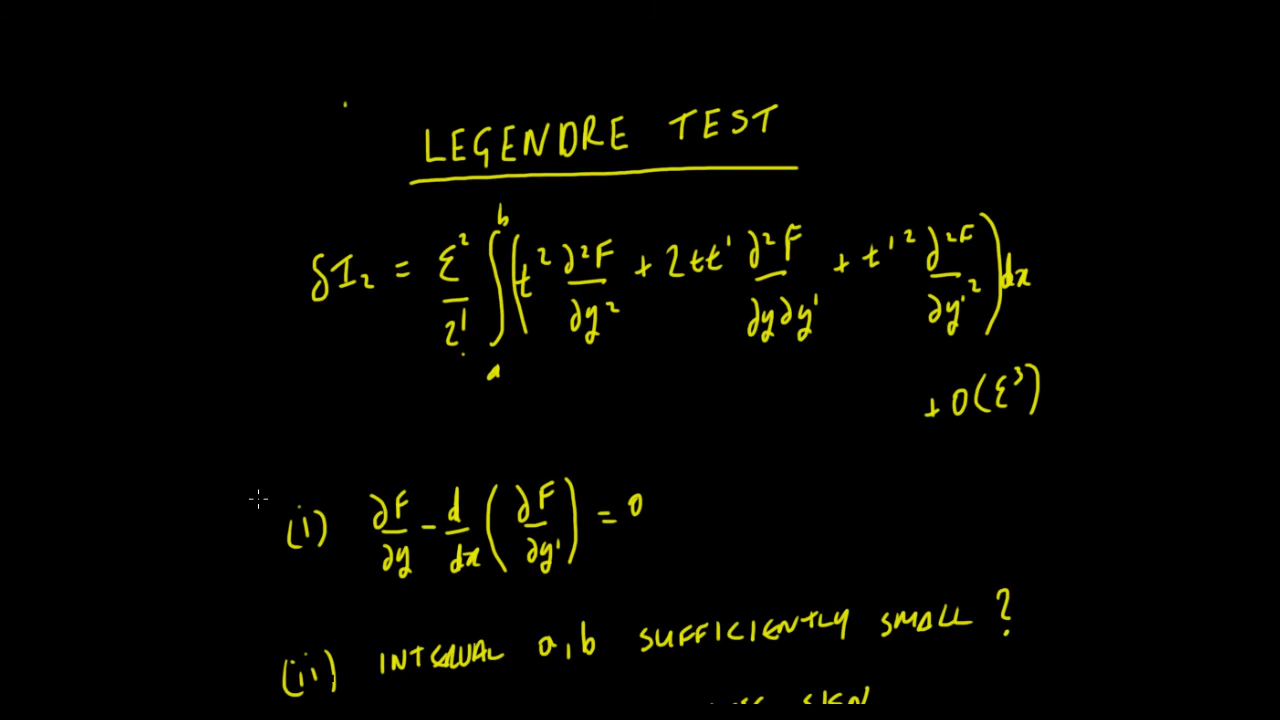 LEGENDRE TEST
δI₂ = ε²/2! ∫ₐᵇ (t² ∂²F/∂y² + 2tt' ∂²F/∂y∂y' + t'² ∂²F/∂y'²) dx
+ O(ε³)
(i) ∂F/∂y - d/dx (∂F/∂y') = 0
(ii) INTERVAL a,b SUFFICIENTLY SMALL ?
SIGN